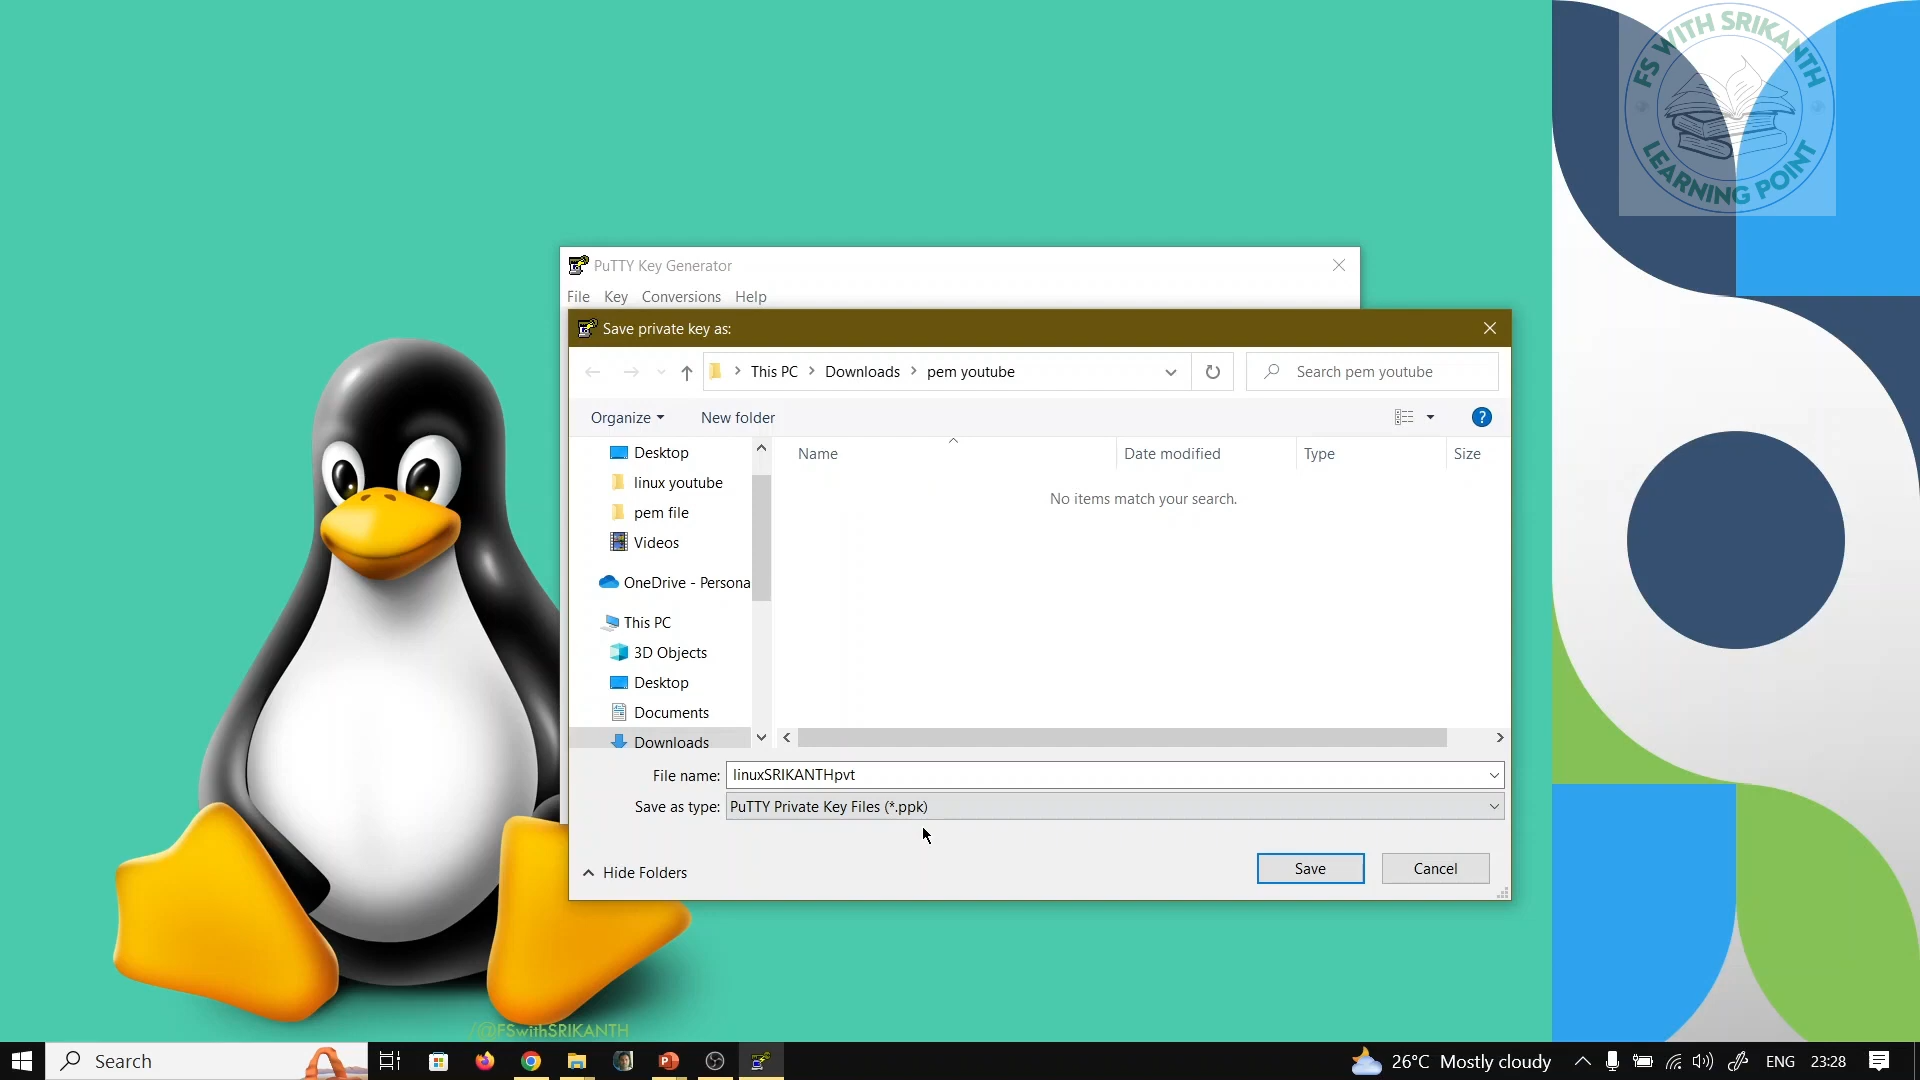 FS WITH SRIKANTH
LEARNING POINT
PuTTY Key Generator
File Key Conversions Help
Save private key as:
This PC Downloads pem youtube
Search pem youtube
Organize New folder
Desktop
linux youtube
pem file
Videos
OneDrive - Persona
This PC
3D Objects
Desktop
Documents
Downloads
Name Date modified Type Size
No items match your search.
File name: linuxSRIKANTHpvt
Save as type: PuTTY Private Key Files (*.ppk)
Hide Folders
Save Cancel
/@FSwithSRIKANTH
Search
26°C Mostly cloudy
ENG
23:28